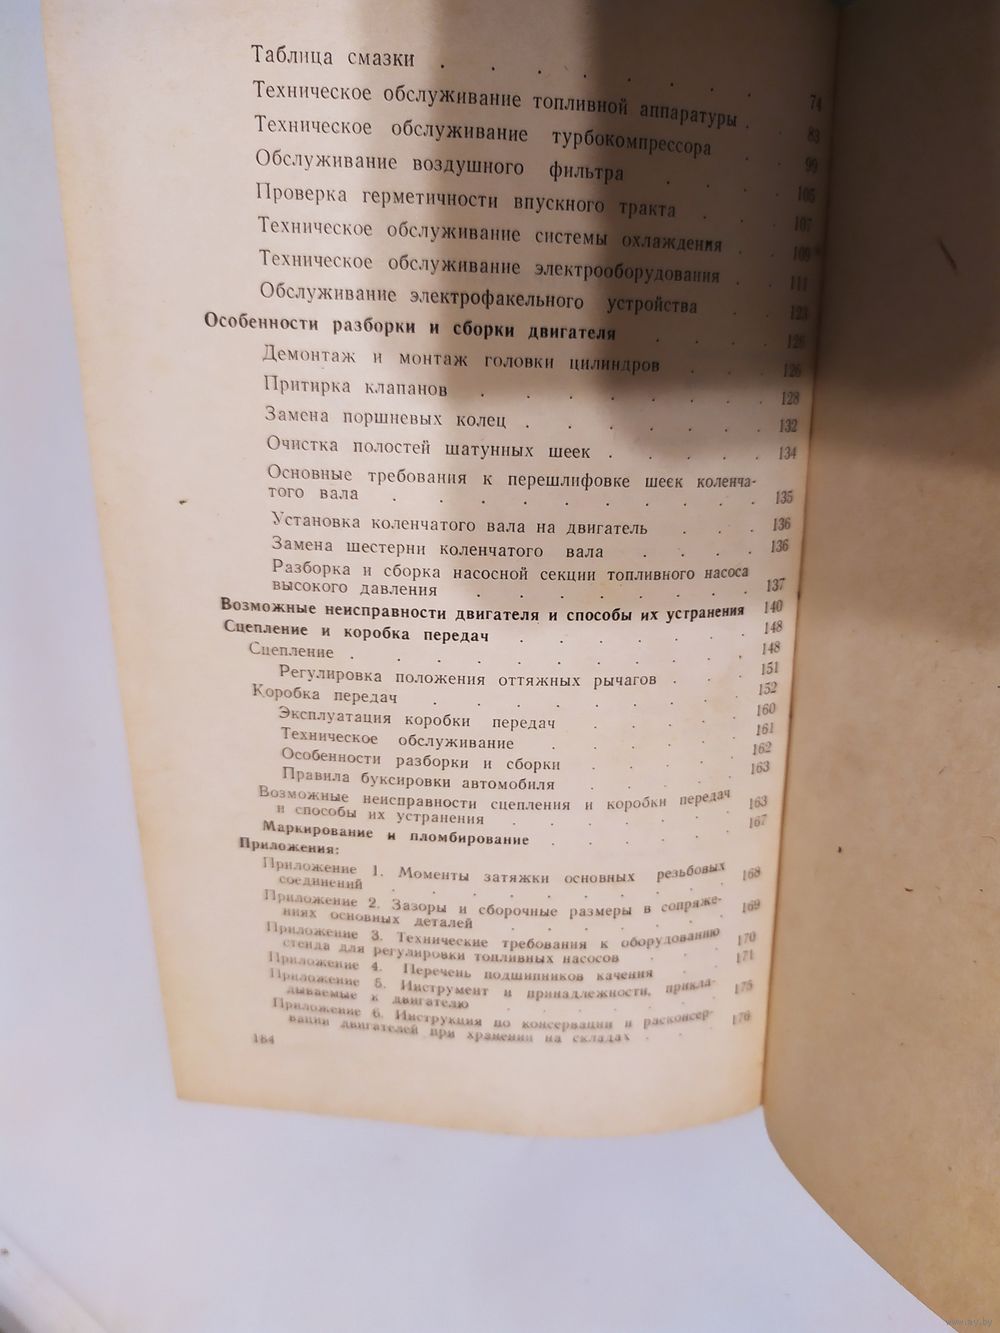 Таблица смазки . . . . . . . 74
Техническое обслуживание топливной аппаратуры . 83
Техническое обслуживание турбокомпрессора . . 99
Обслуживание воздушного фильтра . . . . 105
Проверка герметичности впускного тракта . . . 107
Техническое обслуживание системы охлаждения . 109
Техническое обслуживание электрооборудования . . 111
Обслуживание электрофакельного устройства . . 123
Особенности разборки и сборки двигателя . . . . 126
Демонтаж и монтаж головки цилиндров . . . 126
Притирка клапанов . . . . . . . 128
Замена поршневых колец . . . . . . . 132
Очистка полостей шатунных шеек . . . . . 134
Основные требования к перешлифовке шеек коленча-
того вала . . . . . . . . . 135
Установка коленчатого вала на двигатель . . . 136
Замена шестерни коленчатого вала . . . . 136
Разборка и сборка насосной секции топливного насоса
высокого давления . . . . . . . . 137
Возможные неисправности двигателя и способы их устранения 140
Сцепление и коробка передач . . . . . . 148
Сцепление . . . . . . . . . . 148
Регулировка положения оттяжных рычагов . . . 151
Коробка передач . . . . . . . . 152
Эксплуатация коробки передач . . . . 160
Техническое обслуживание . . . . . 161
Особенности разборки и сборки . . . . 162
Правила буксировки автомобиля . . . . 163
Возможные неисправности сцепления и коробки передач
и способы их устранения . . . . . . 163
Маркирование и пломбирование . . . . . 167
Приложения:
Приложение 1. Моменты затяжки основных резьбовых
соединений . . . . . . . . 168
Приложение 2. Зазоры и сборочные размеры в сопряже-
ниях основных деталей . . . . . . 169
Приложение 3. Технические требования к оборудованию
стенда для регулировки топливных насосов . . . 170
Приложение 4. Перечень подшипников качения . . 171
Приложение 5. Инструмент и принадлежности, прикла-
дываемые к двигателю . . . . . . 175
Приложение 6. Инструкция по консервации и расконсер-
вации двигателей при хранении на складах . . 176
184
www.ay.by